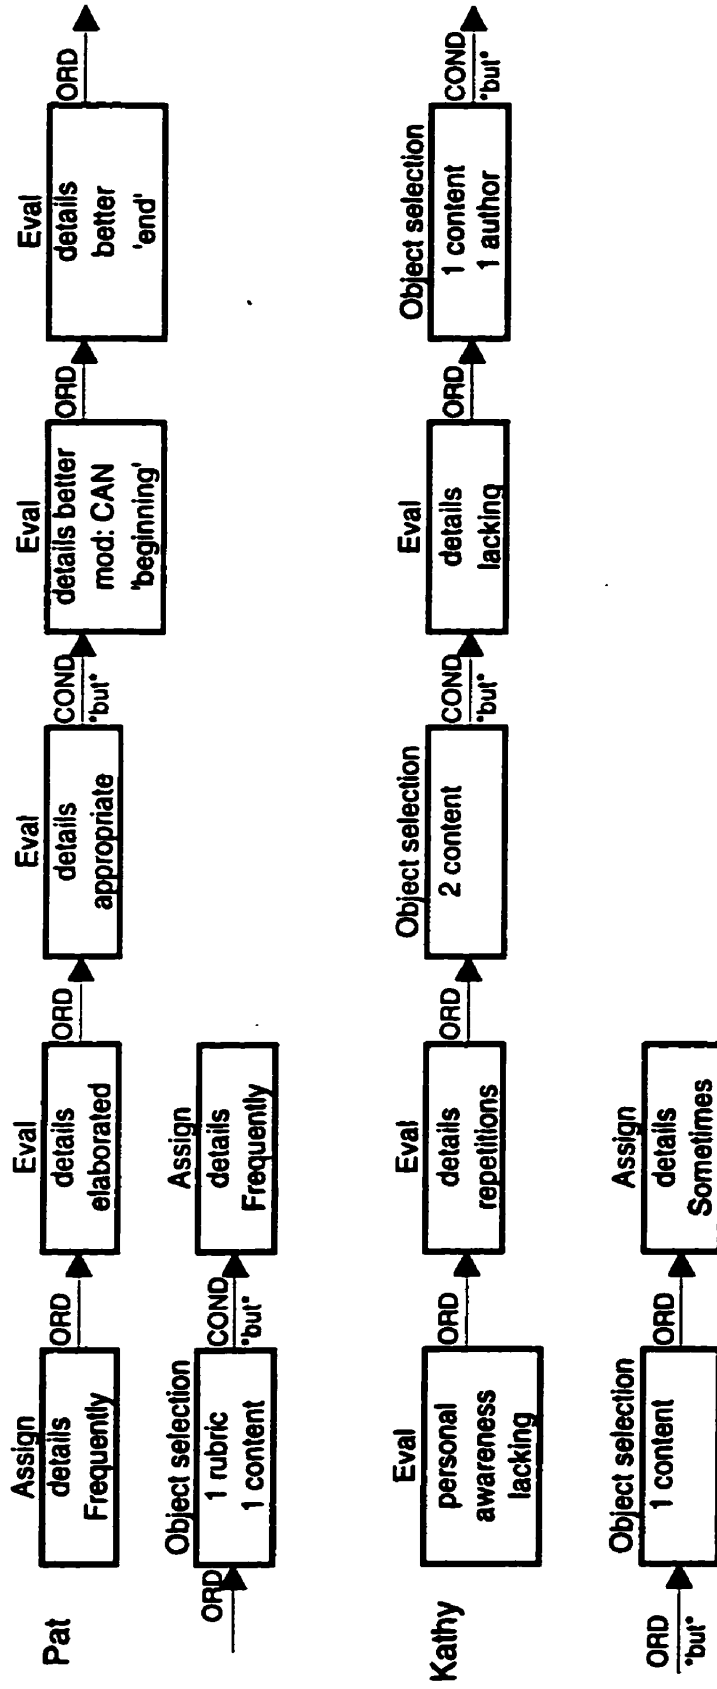 Pat
Assign
details
Frequently
ORD
Eval
details
elaborated
ORD
Eval
details
appropriate
COND
"but"
Eval
details better
mod: CAN
'beginning'
ORD
Eval
details
better
'end'
ORD
ORD
Object selection
1 rubric
1 content
COND
"but"
Assign
details
Frequently
Kathy
Eval
personal
awareness
lacking
ORD
Eval
details
repetitions
ORD
Object selection
2 content
COND
"but"
Eval
details
lacking
ORD
Object selection
1 content
1 author
COND
"but"
ORD
"but"
Object selection
1 content
ORD
Assign
details
Sometimes